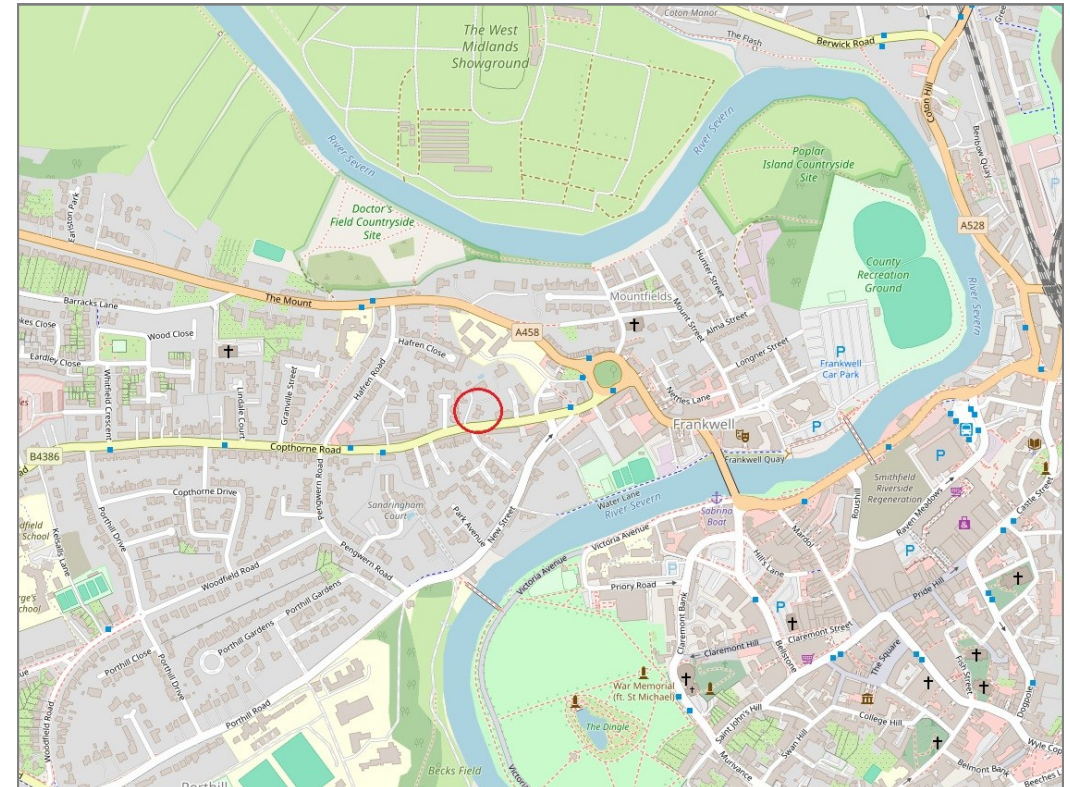 Coton Manor
The Flash
Berwick Road
The West
Midlands
Showground
Coton Hill
Benbow Quay
River Severn
River Severn
Poplar
Island Countryside
Site
P
Doctor's
Field Countryside
Site
A528
County
Recreation
Ground
River Severn
The Mount
Barracks Lane
Wood Close
Eardley Close
Whitfield Crescent
Lindale Court
Granville Street
Hafren Road
Hafren Close
A458
Mountfields
Hunter Street
Mount Street
Alma Street
Longner Street
P
Frankwell
Car Park
Nettles Lane
Frankwell
P
Frankwell Quay
B4386
Copthorne Road
Copthorne Drive
Pengwern Road
Sandringham
Court
Park Avenue
New Street
Water Lane
River Severn
Sabrina
Boat
Smithfield
Riverside
Regeneration
P
Roushill
Raven Meadows
Castle Street
P
Kelsalls Lane
Porthill Drive
Woodfield Road
Pengwern Road
Victoria Avenue
Victoria Avenue
Priory Road
P
Hill's Lane
Mardol
P
Pride Hill
Claremont Bank
Claremont Hill
Claremont Street
Bellstone
The Square
Fish Street
Dogpole
Porthill Gardens
Porthill Gardens
Porthill Close
Porthill Drive
Porthill Road
Woodfield Road
War Memorial
(ft. St Michael)
The Dingle
Saint John's Hill
Swan Hill
College Hill
Murivance
Belmont Bank
Wyle Cop
Becks Field
Porthill